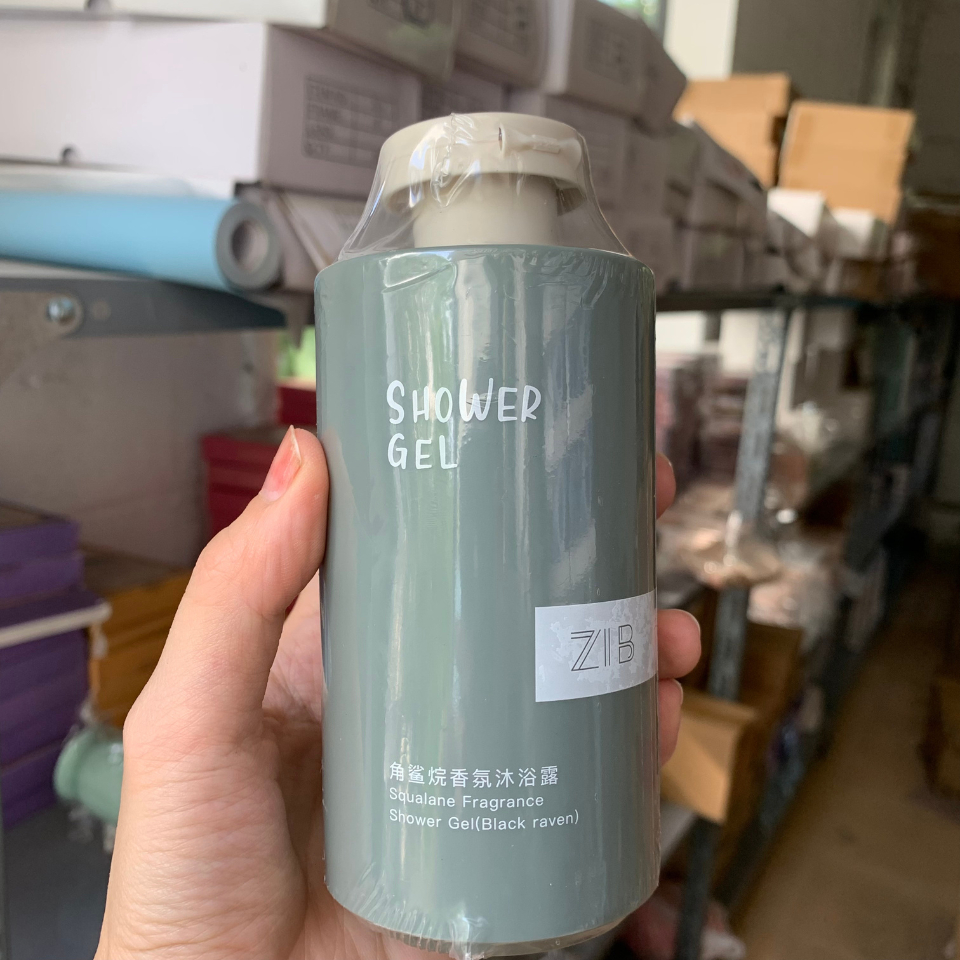 SHOWER
GEL
ZIB
角鲨烷香氛沐浴露
Squalane Fragrance
Shower Gel(Black raven)